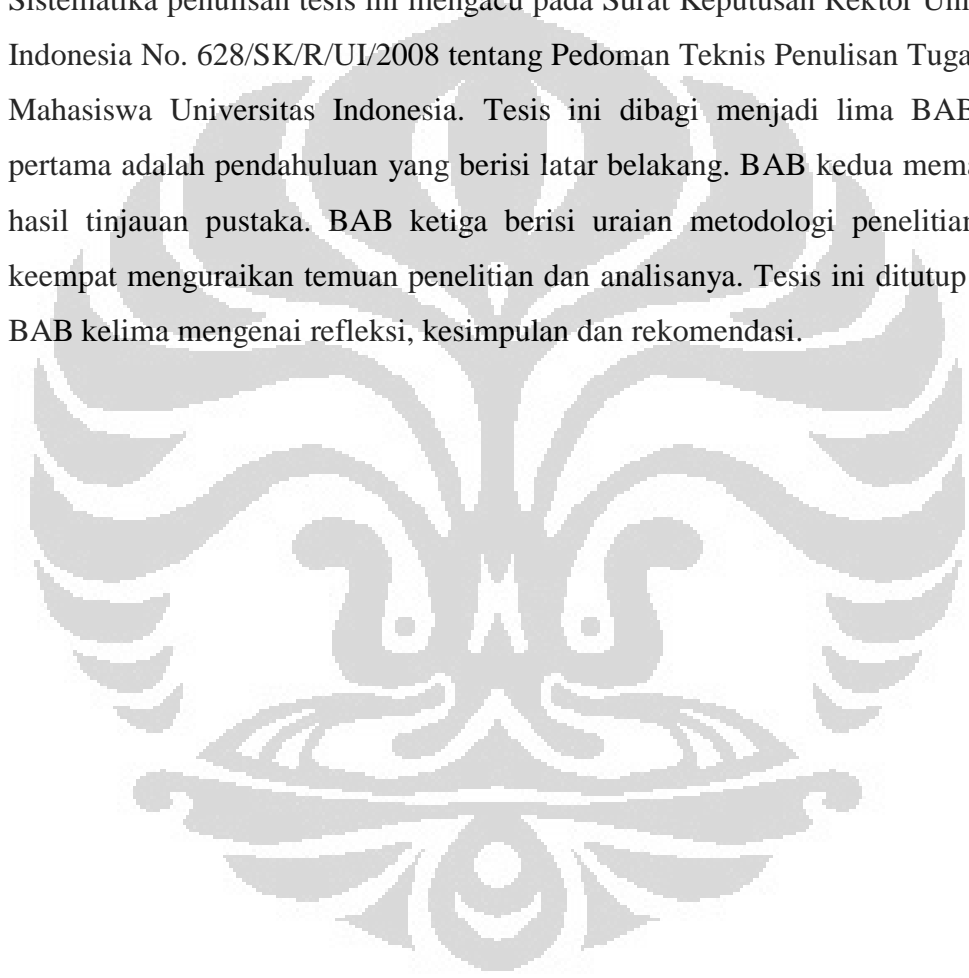 Sistematika penulisan tesis ini mengacu pada Surat Keputusan Rektor
Indonesia No. 628/SK/R/UI/2008 tentang Pedoman Teknis Penulisan
Mahasiswa Universitas Indonesia. Tesis ini dibagi menjadi lima BAB
pertama adalah pendahuluan yang berisi latar belakang. BAB kedua
hasil tinjauan pustaka. BAB ketiga berisi uraian metodologi penelitian
keempat menguraikan temuan penelitian dan analisanya. Tesis ini ditutup
BAB kelima mengenai refleksi, kesimpulan dan rekomendasi.